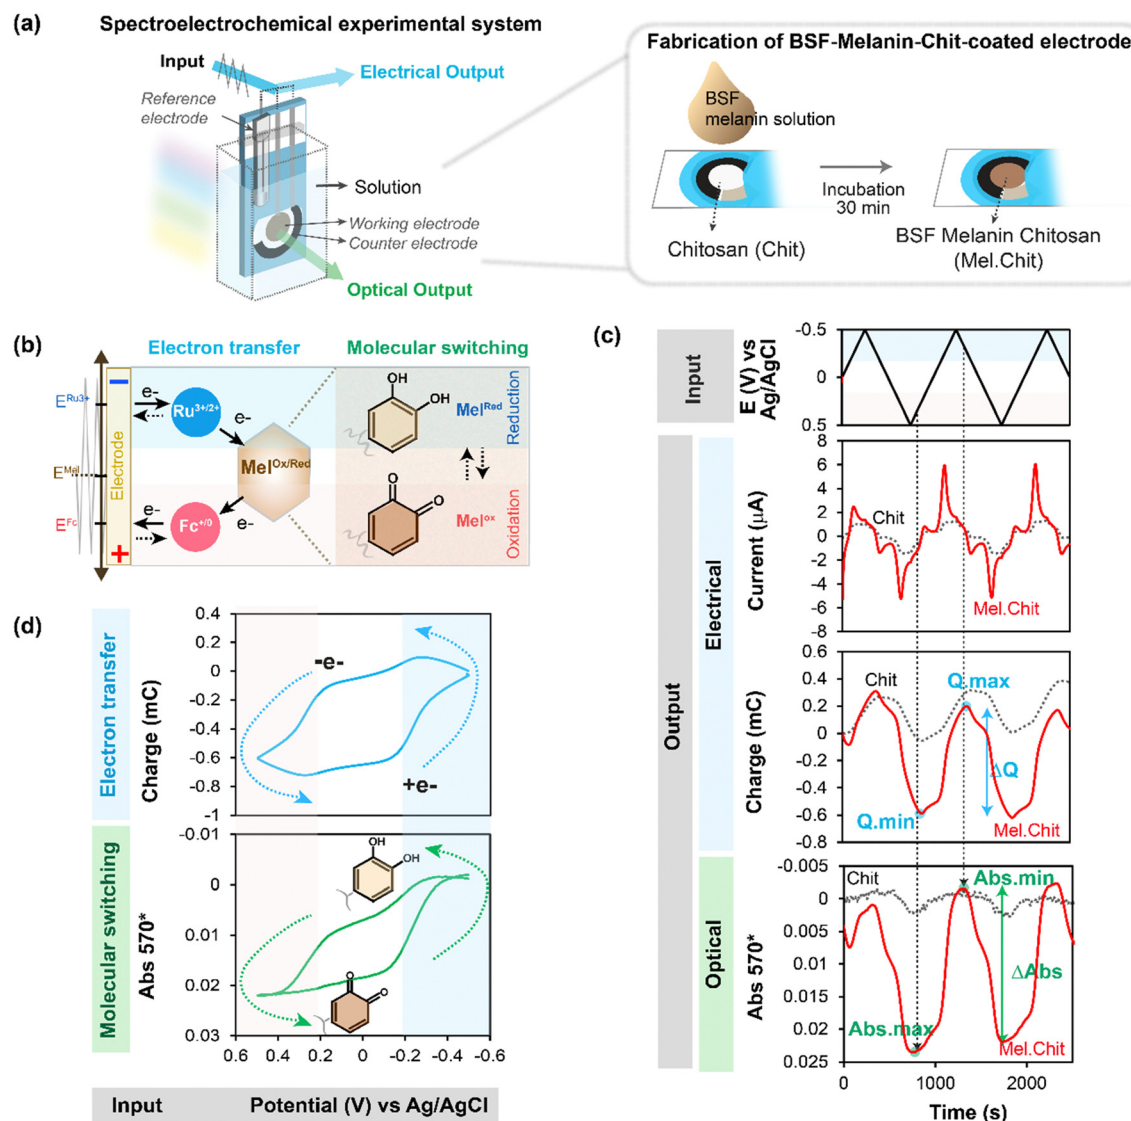 (a)
Spectroelectrochemical experimental system
Input
Electrical Output
Reference
electrode
Solution
Working electrode
Counter electrode
Optical Output
Fabrication of BSF-Melanin-Chit-coated electrode
BSF
melanin solution
Incubation
30 min
Chitosan (Chit)
BSF Melanin Chitosan
(Mel.Chit)
(b)
Electron transfer
Molecular switching
E^Ru3+
E^Mel
E^Fc
Electrode
e-
Ru^3+/2+
e-
Mel^Ox/Red
e-
Fc^+/0
e-
OH
OH
Mel^Red
Reduction
O
O
Mel^ox
Oxidation
(c)
Input
E (V) vs
Ag/AgCl
-0.5
0
0.5
Output
Electrical
Current (µA)
8
6
4
2
0
-2
-4
-6
-8
Chit
Mel.Chit
Charge (mC)
0.6
0.4
0.2
0
-0.2
-0.4
-0.6
-0.8
Chit
Q.max
ΔQ
Q.min
Mel.Chit
Optical
Abs 570*
-0.005
0
0.005
0.01
0.015
0.02
0.025
Chit
Abs.min
ΔAbs
Abs.max
Mel.Chit
0
1000
2000
Time (s)
(d)
Electron transfer
Charge (mC)
0.4
0.2
0
-0.2
-0.4
-0.6
-0.8
-1
-e-
+e-
Molecular switching
Abs 570*
-0.01
0
0.01
0.02
0.03
OH
OH
O
O
0.6
0.4
0.2
0
-0.2
-0.4
-0.6
Input
Potential (V) vs Ag/AgCl